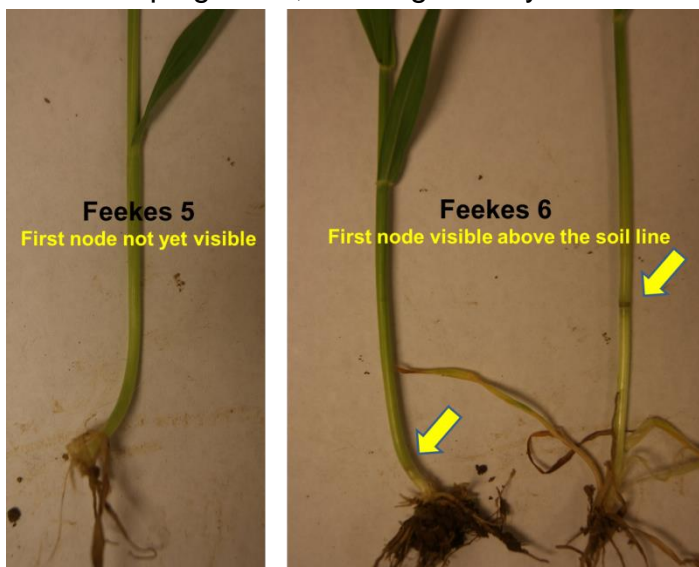 Feekes 5
First node not yet visible
Feekes 6
First node visible above the soil line